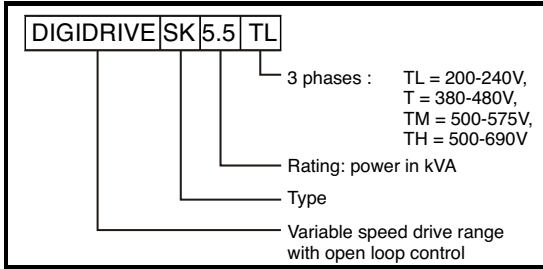 DIGIDRIVE SK 5.5 TL
3 phases : TL = 200-240V,
T = 380-480V,
TM = 500-575V,
TH = 500-690V
Rating: power in kVA
Type
Variable speed drive range
with open loop control